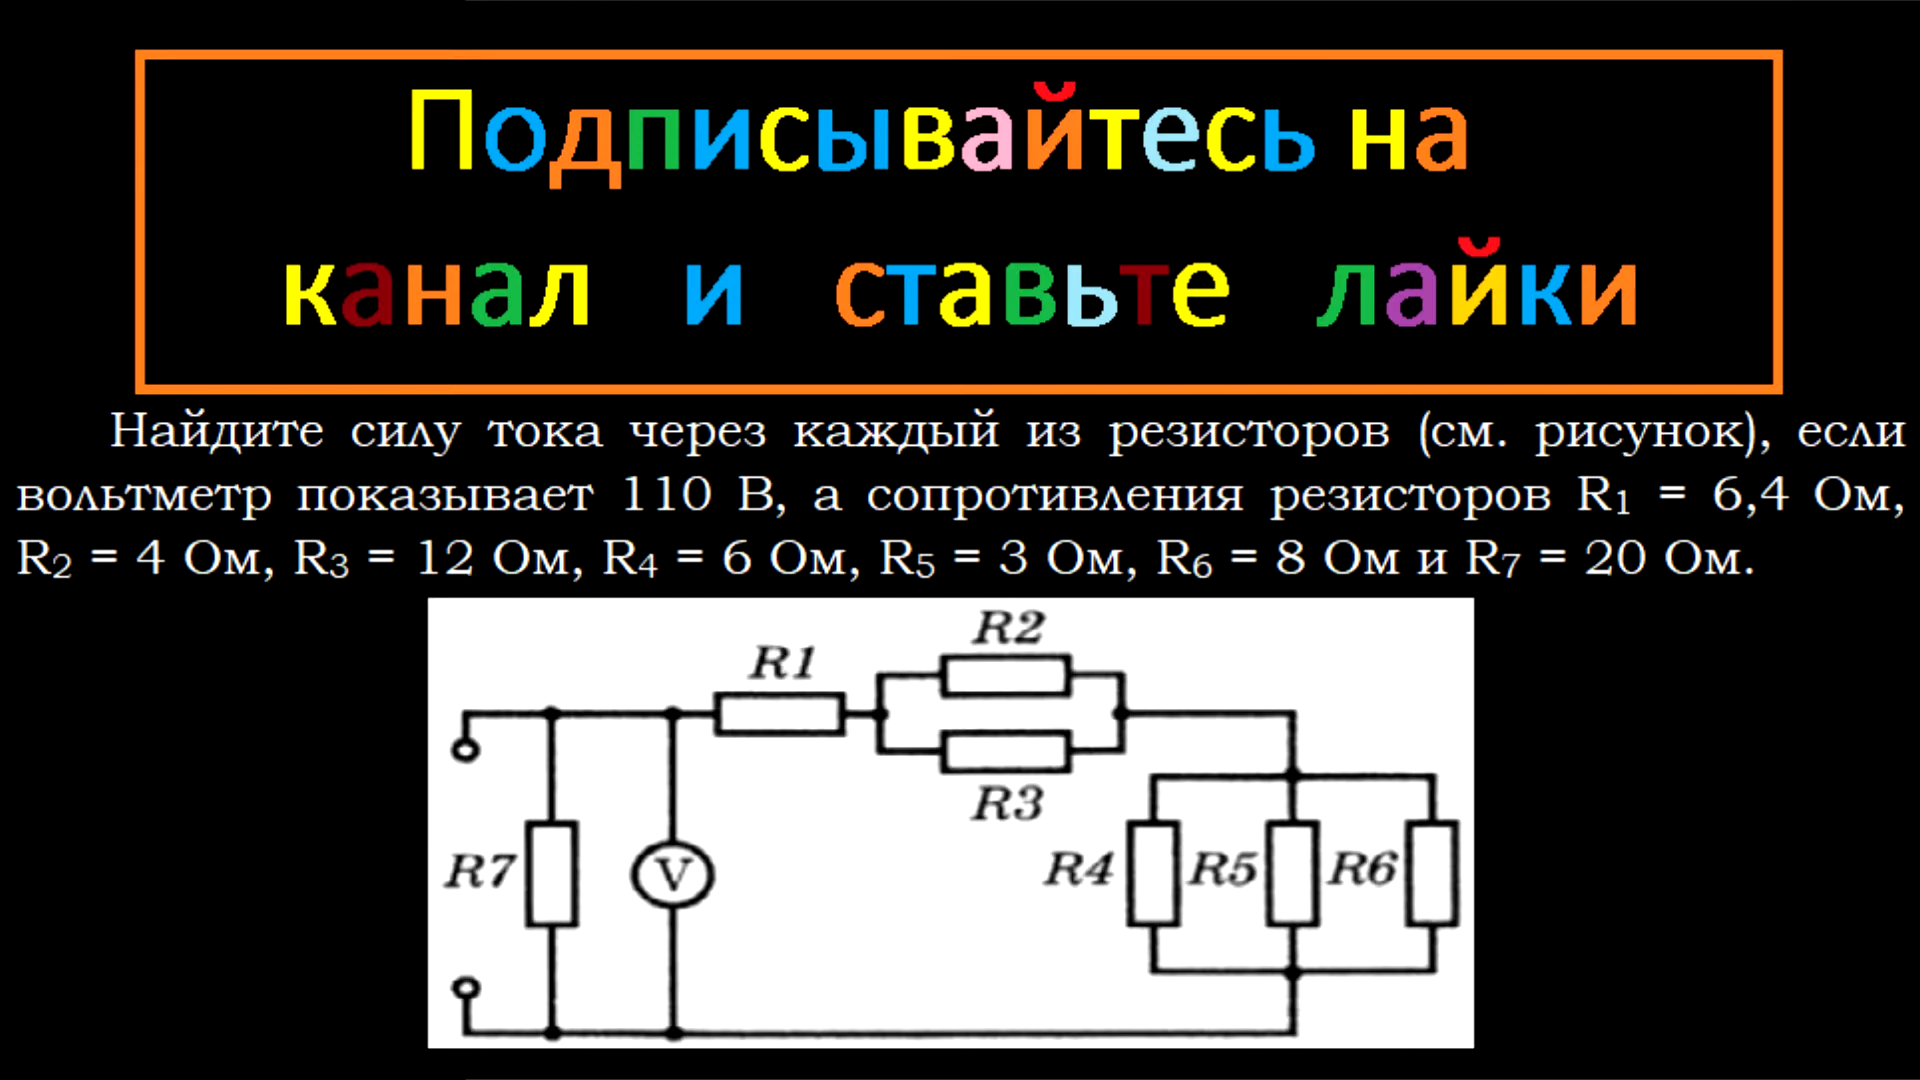 Подписывайтесь на
канал и ставьте лайки
Найдите силу тока через каждый из резисторов (см. рисунок), если
вольтметр показывает 110 В, а сопротивления резисторов R₁ = 6,4 Ом,
R₂ = 4 Ом, R₃ = 12 Ом, R₄ = 6 Ом, R₅ = 3 Ом, R₆ = 8 Ом и R₇ = 20 Ом.
R2
R1
R3
R7 V R4 R5 R6